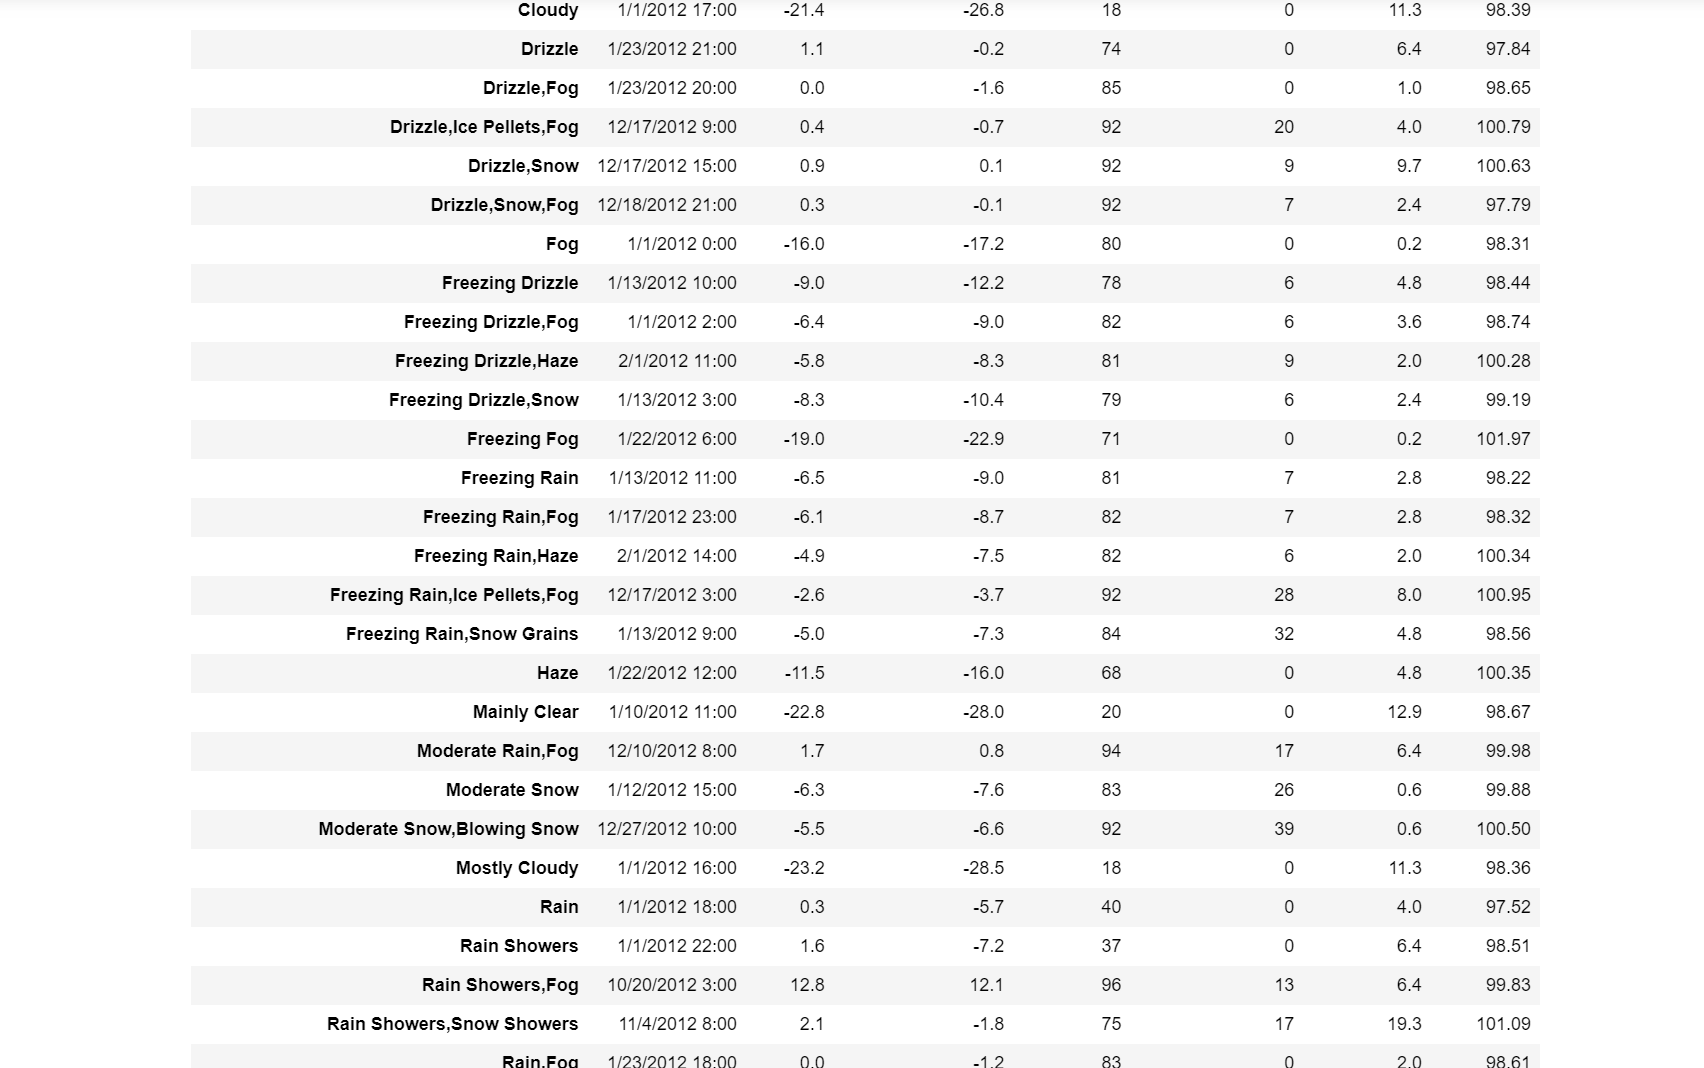 Cloudy 1/1/2012 17:00 -21.4 -26.8 18 0 11.3 98.39
Drizzle 1/23/2012 21:00 1.1 -0.2 74 0 6.4 97.84
Drizzle,Fog 1/23/2012 20:00 0.0 -1.6 85 0 1.0 98.65
Drizzle,Ice Pellets,Fog 12/17/2012 9:00 0.4 -0.7 92 20 4.0 100.79
Drizzle,Snow 12/17/2012 15:00 0.9 0.1 92 9 9.7 100.63
Drizzle,Snow,Fog 12/18/2012 21:00 0.3 -0.1 92 7 2.4 97.79
Fog 1/1/2012 0:00 -16.0 -17.2 80 0 0.2 98.31
Freezing Drizzle 1/13/2012 10:00 -9.0 -12.2 78 6 4.8 98.44
Freezing Drizzle,Fog 1/1/2012 2:00 -6.4 -9.0 82 6 3.6 98.74
Freezing Drizzle,Haze 2/1/2012 11:00 -5.8 -8.3 81 9 2.0 100.28
Freezing Drizzle,Snow 1/13/2012 3:00 -8.3 -10.4 79 6 2.4 99.19
Freezing Fog 1/22/2012 6:00 -19.0 -22.9 71 0 0.2 101.97
Freezing Rain 1/13/2012 11:00 -6.5 -9.0 81 7 2.8 98.22
Freezing Rain,Fog 1/17/2012 23:00 -6.1 -8.7 82 7 2.8 98.32
Freezing Rain,Haze 2/1/2012 14:00 -4.9 -7.5 82 6 2.0 100.34
Freezing Rain,Ice Pellets,Fog 12/17/2012 3:00 -2.6 -3.7 92 28 8.0 100.95
Freezing Rain,Snow Grains 1/13/2012 9:00 -5.0 -7.3 84 32 4.8 98.56
Haze 1/22/2012 12:00 -11.5 -16.0 68 0 4.8 100.35
Mainly Clear 1/10/2012 11:00 -22.8 -28.0 20 0 12.9 98.67
Moderate Rain,Fog 12/10/2012 8:00 1.7 0.8 94 17 6.4 99.98
Moderate Snow 1/12/2012 15:00 -6.3 -7.6 83 26 0.6 99.88
Moderate Snow,Blowing Snow 12/27/2012 10:00 -5.5 -6.6 92 39 0.6 100.50
Mostly Cloudy 1/1/2012 16:00 -23.2 -28.5 18 0 11.3 98.36
Rain 1/1/2012 18:00 0.3 -5.7 40 0 4.0 97.52
Rain Showers 1/1/2012 22:00 1.6 -7.2 37 0 6.4 98.51
Rain Showers,Fog 10/20/2012 3:00 12.8 12.1 96 13 6.4 99.83
Rain Showers,Snow Showers 11/4/2012 8:00 2.1 -1.8 75 17 19.3 101.09
Rain,Fog 1/23/2012 18:00 0.0 -1.2 83 0 2.0 98.61